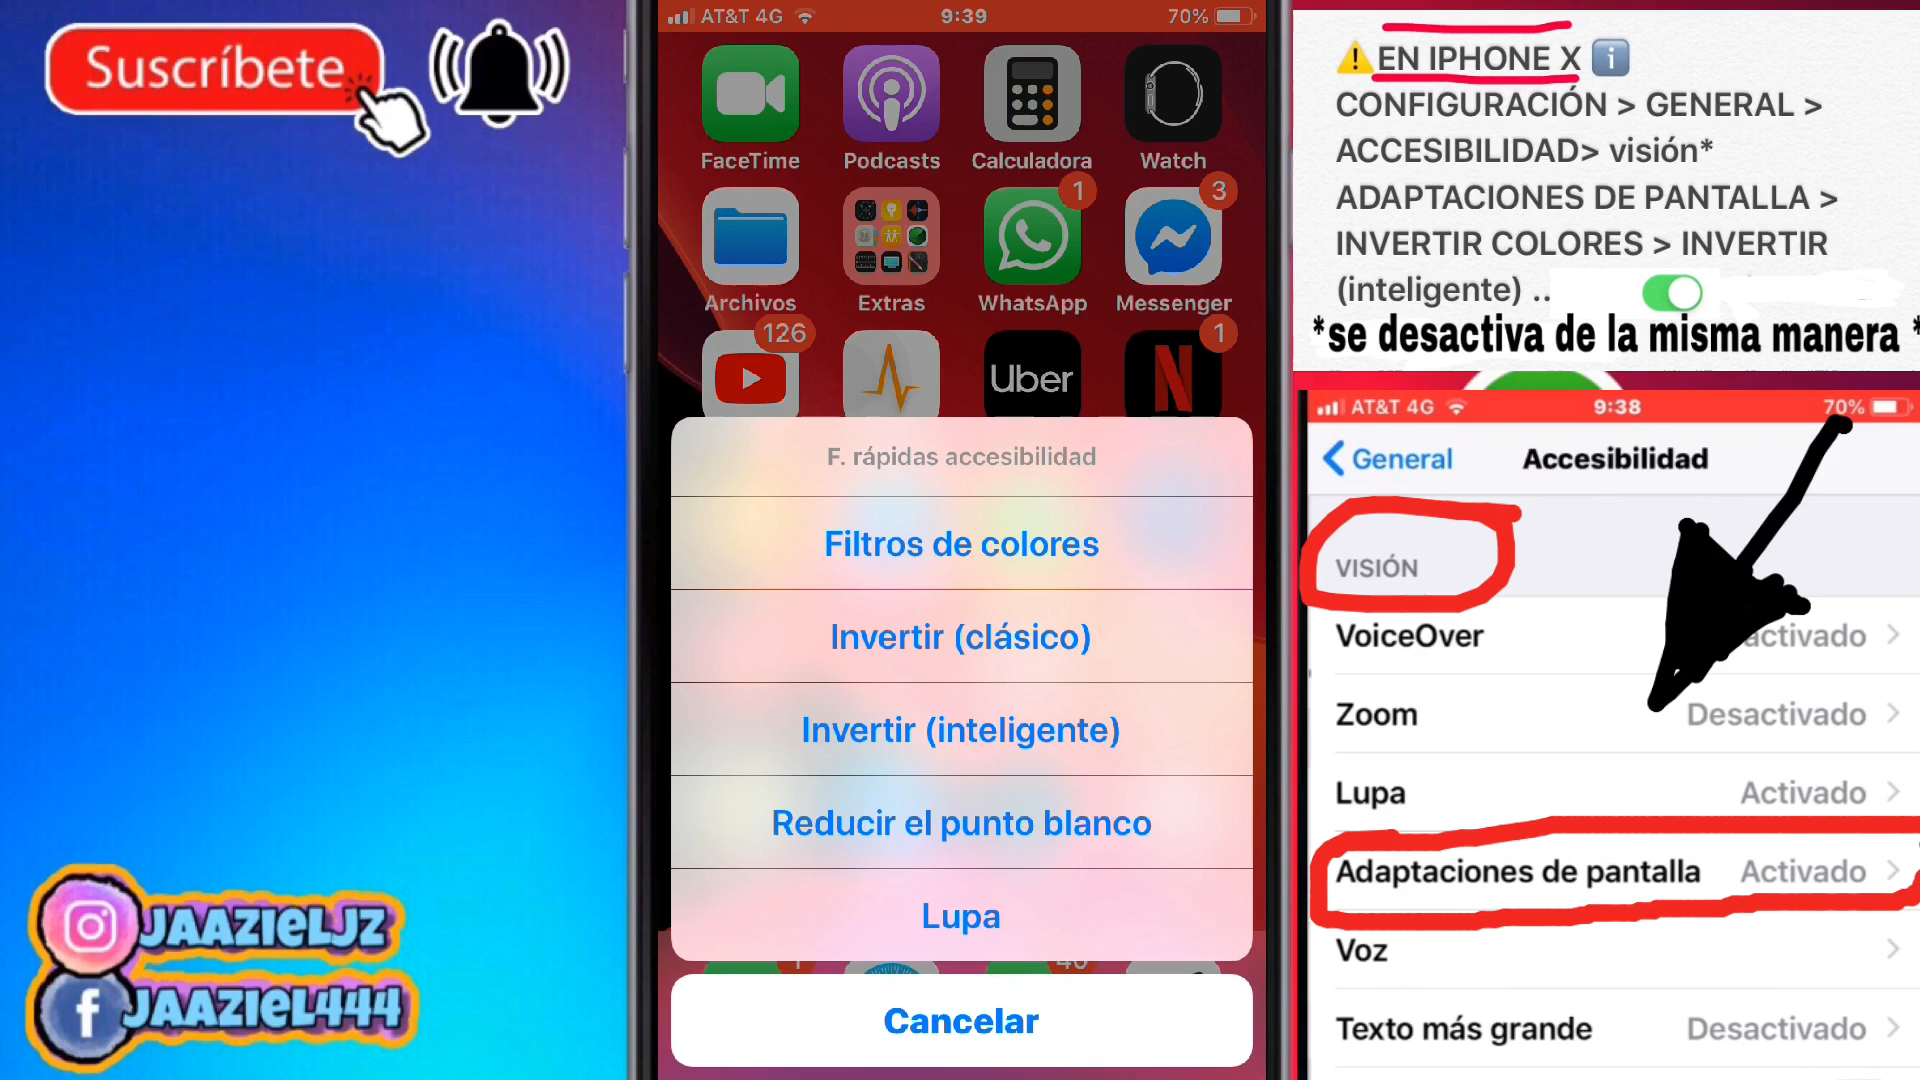 Suscríbete
JAAZIELJZ
f JAAZIEL444
AT&T 4G 9:39 70%
FaceTime Podcasts Calculadora Watch
1 3
Archivos Extras WhatsApp Messenger
126 1
Uber N
F. rápidas accesibilidad
Filtros de colores
Invertir (clásico)
Invertir (inteligente)
Reducir el punto blanco
Lupa
Cancelar
⚠️EN IPHONE X ℹ️
CONFIGURACIÓN > GENERAL >
ACCESIBILIDAD> visión*
ADAPTACIONES DE PANTALLA >
INVERTIR COLORES > INVERTIR
(inteligente) ..
*se desactiva de la misma manera *
AT&T 4G 9:38 70%
General Accesibilidad
VISIÓN
VoiceOver activado
Zoom Desactivado
Lupa Activado
Adaptaciones de pantalla Activado
Voz
Texto más grande Desactivado